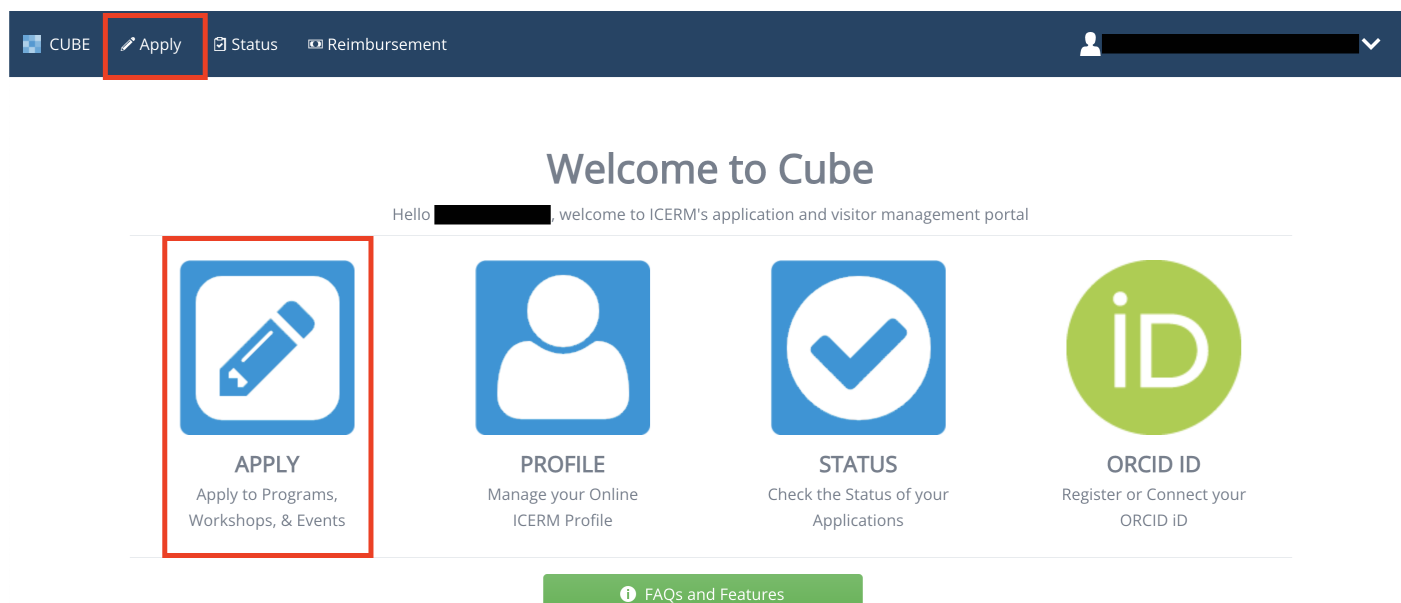 CUBE Apply Status Reimbursement
Welcome to Cube
Hello , welcome to ICERM's application and visitor management portal
iD
APPLY PROFILE STATUS ORCID ID
Apply to Programs, Manage your Online Check the Status of your Register or Connect your
Workshops, & Events ICERM Profile Applications ORCID iD
FAQs and Features